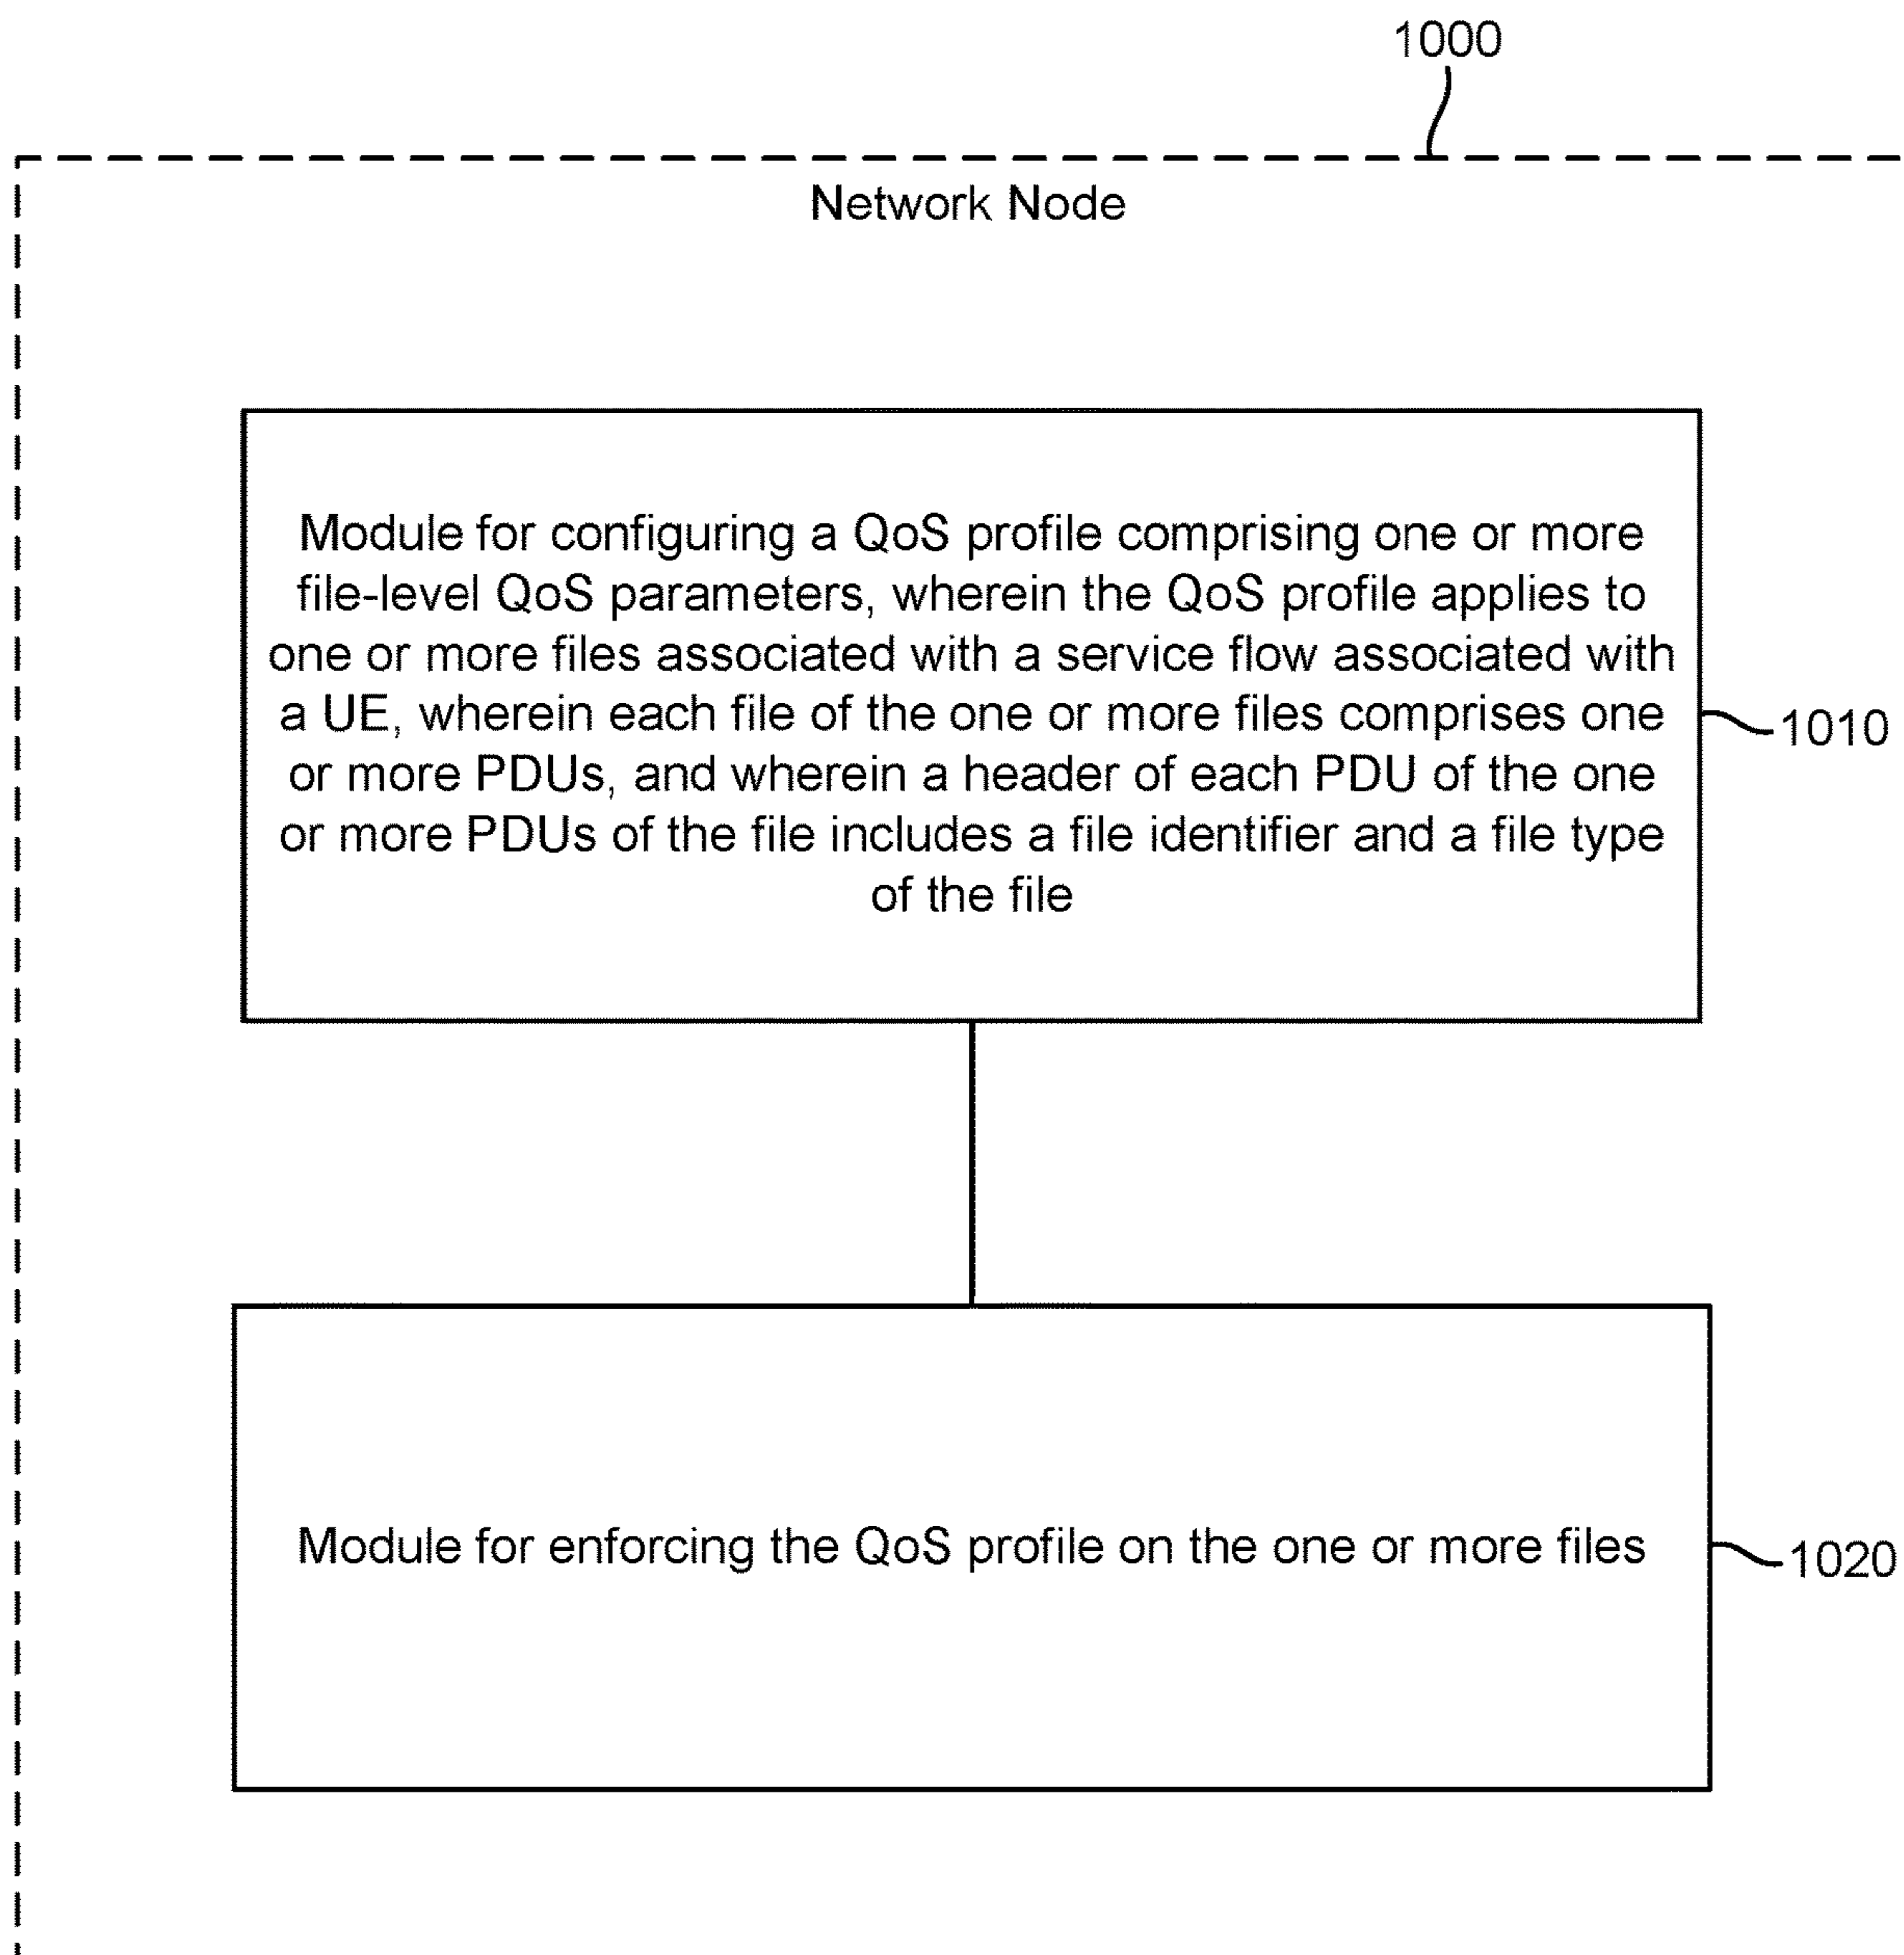 1000
Network Node
Module for configuring a QoS profile comprising one or more
file-level QoS parameters, wherein the QoS profile applies to
one or more files associated with a service flow associated with
a UE, wherein each file of the one or more files comprises one
or more PDUs, and wherein a header of each PDU of the one
or more PDUs of the file includes a file identifier and a file type
of the file
1010
Module for enforcing the QoS profile on the one or more files
1020